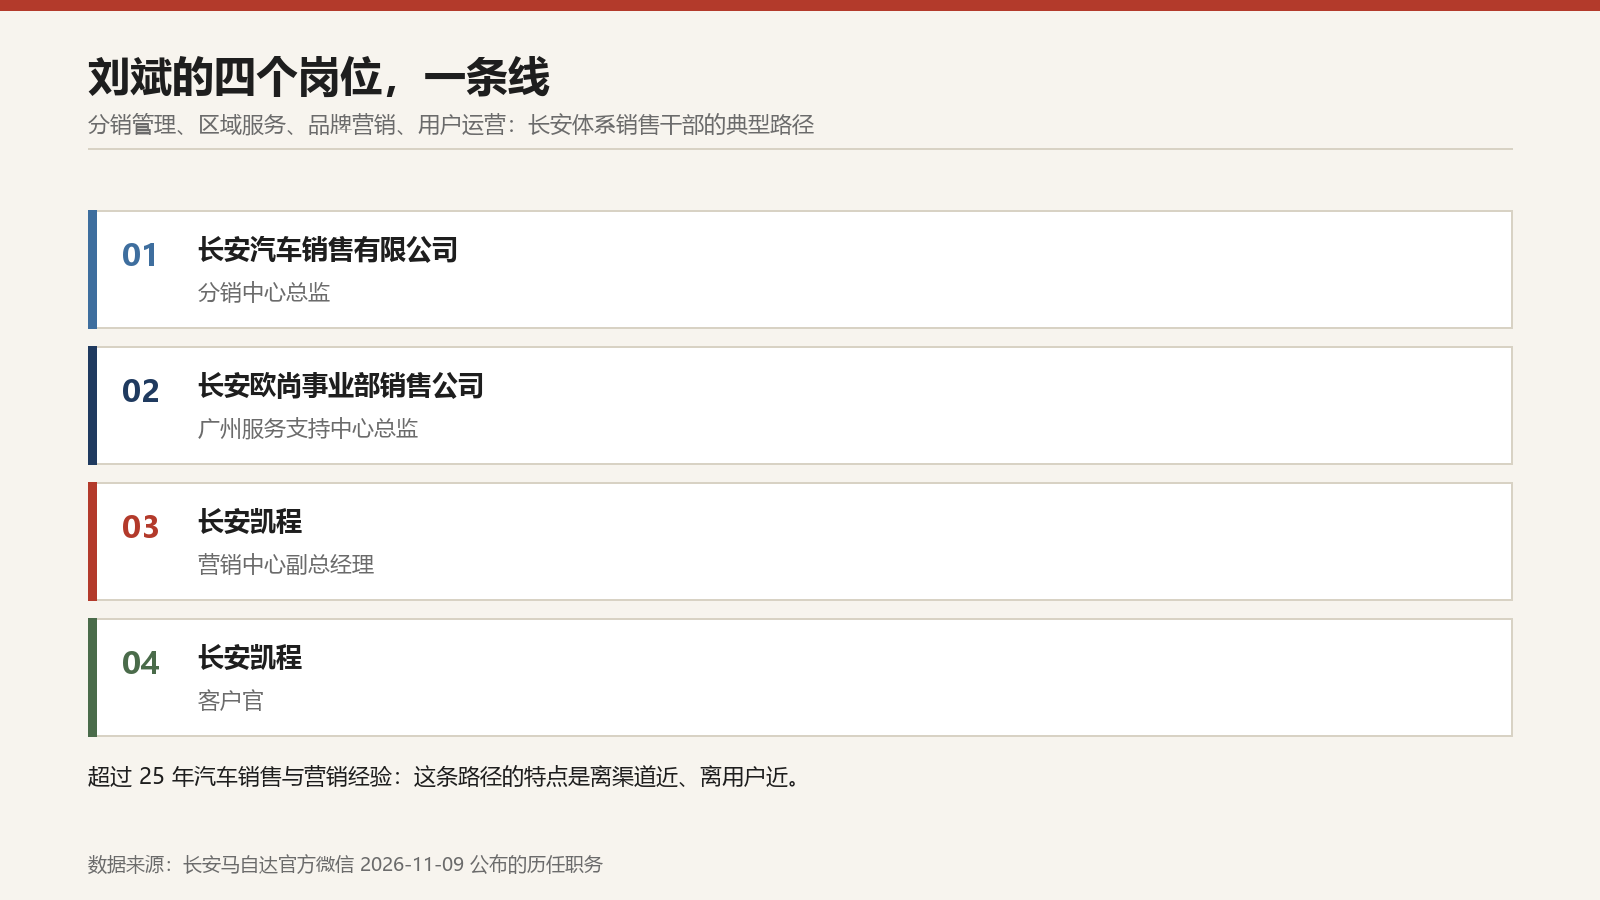 刘斌的四个岗位，一条线
分销管理、区域服务、品牌营销、用户运营：长安体系销售干部的典型路径
01
长安汽车销售有限公司
分销中心总监
02
长安欧尚事业部销售公司
广州服务支持中心总监
03
长安凯程
营销中心副总经理
04
长安凯程
客户官
超过 25 年汽车销售与营销经验：这条路径的特点是离渠道近、离用户近。
数据来源：长安马自达官方微信 2026-11-09 公布的历任职务